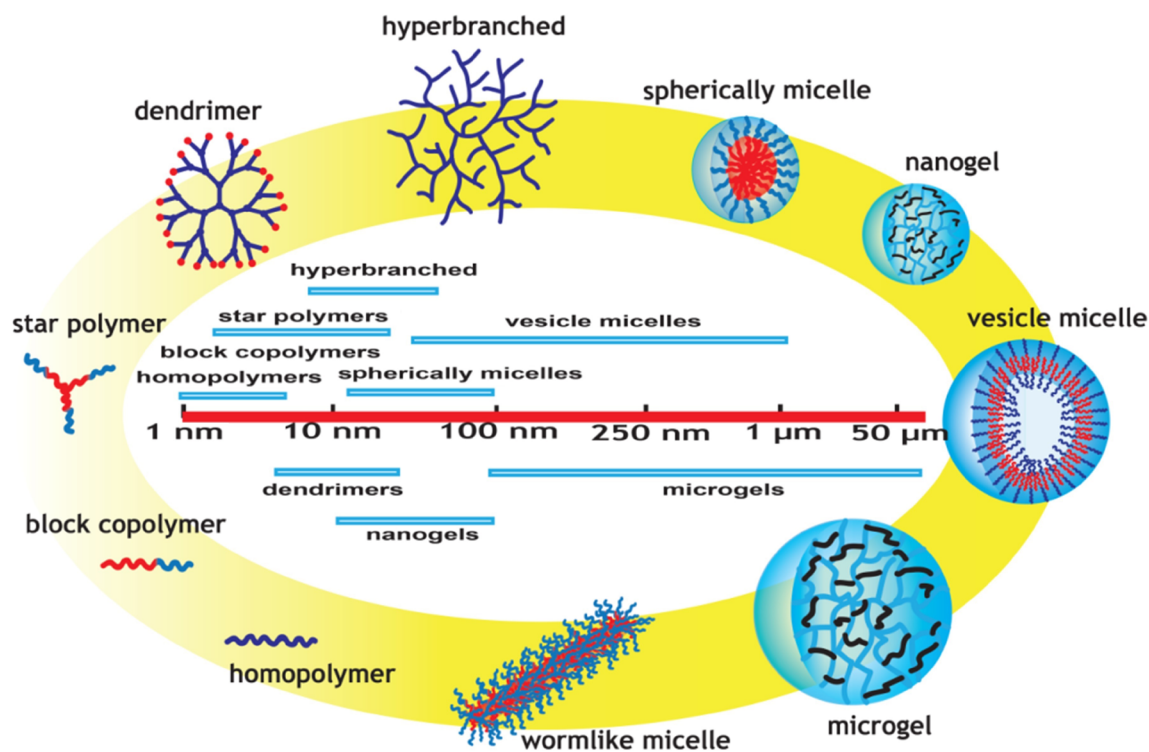 hyperbranched
dendrimer
spherically micelle
nanogel
hyperbranched
star polymers
vesicle micelles
vesicle micelle
star polymer
block copolymers
homopolymers
spherically micelles
1 nm 10 nm 100 nm 250 nm 1 µm 50 µm
dendrimers
microgels
nanogels
block copolymer
homopolymer
microgel
wormlike micelle